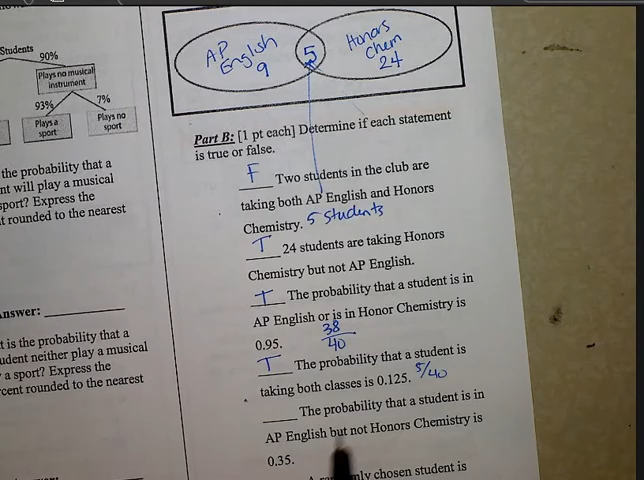 Students
90%
Plays no musical
instrument
93%
7%
Plays a
sport
Plays no
sport
the probability that a
nt will play a musical
sport? Express the
t rounded to the nearest
nswer:
t is the probability that a
udent neither play a musical
a sport? Express the
cent rounded to the nearest
AP
English
9
5
Honors
Chem
24
Part B: [1 pt each] Determine if each statement
is true or false.
F Two students in the club are
taking both AP English and Honors
Chemistry. 5 students
T 24 students are taking Honors
Chemistry but not AP English.
T The probability that a student is in
AP English or is in Honor Chemistry is
0.95. 38/40
T The probability that a student is
taking both classes is 0.125. 5/40
____ The probability that a student is in
AP English but not Honors Chemistry is
0.35.
chosen student is